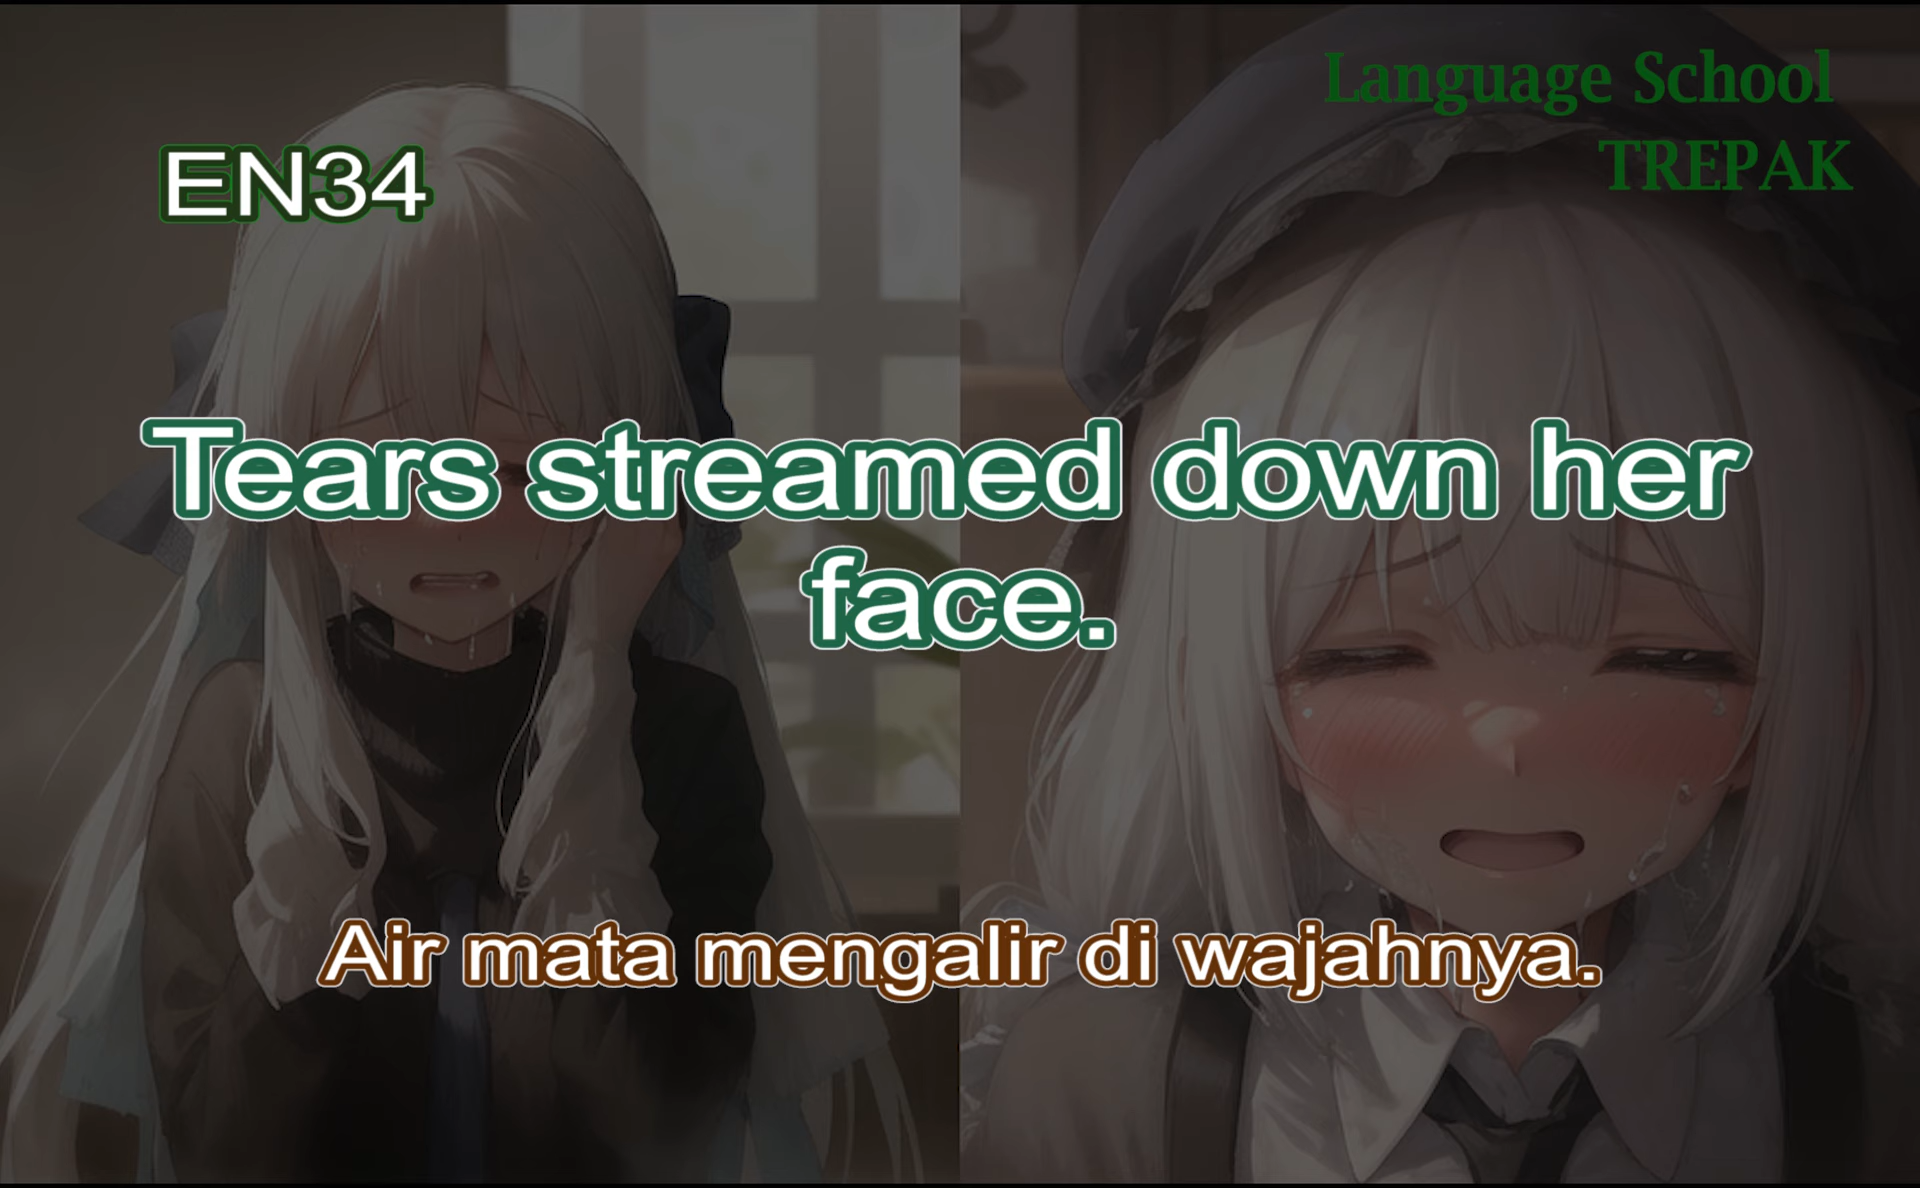 Language School
TREPAK
EN34
Tears streamed down her
face.
Air mata mengalir di wajahnya.